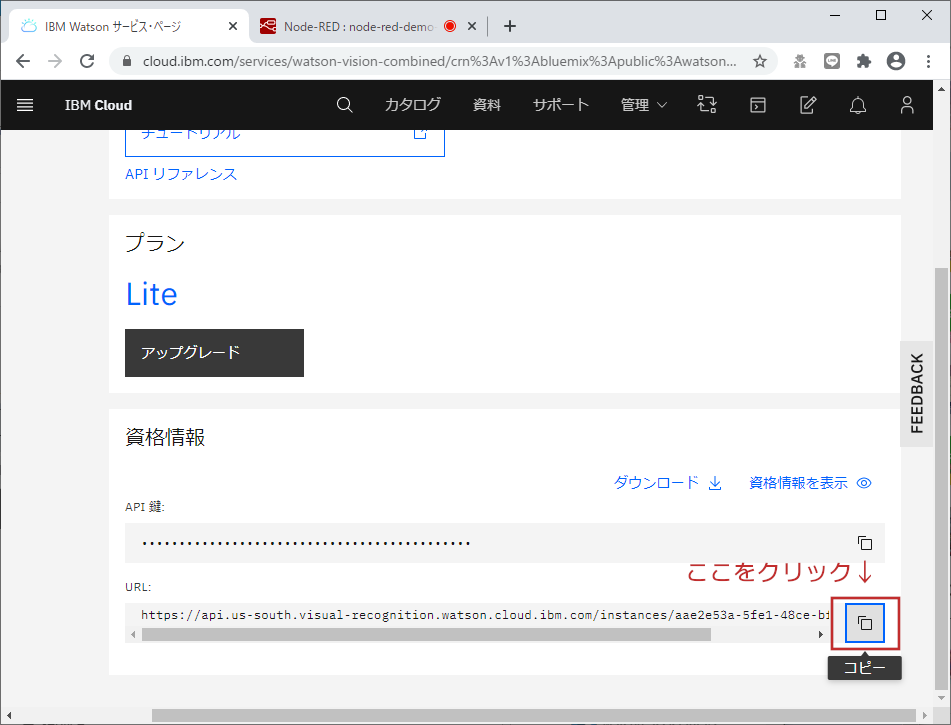 IBM Watson サービス・ページ
Node-RED : node-red-demo
cloud.ibm.com/services/watson-vision-combined/crn%3Av1%3Abluemix%3Apublic%3Awatson...
IBM Cloud
カタログ
資料
サポート
管理
チュートリアル
API リファレンス
プラン
Lite
アップグレード
FEEDBACK
資格情報
ダウンロード
資格情報を表示
API 鍵:
••••••••••••••••••••••••••••••••••••••••••••
ここをクリック↓
URL:
https://api.us-south.visual-recognition.watson.cloud.ibm.com/instances/aae2e53a-5fe1-48ce-bf
コピー